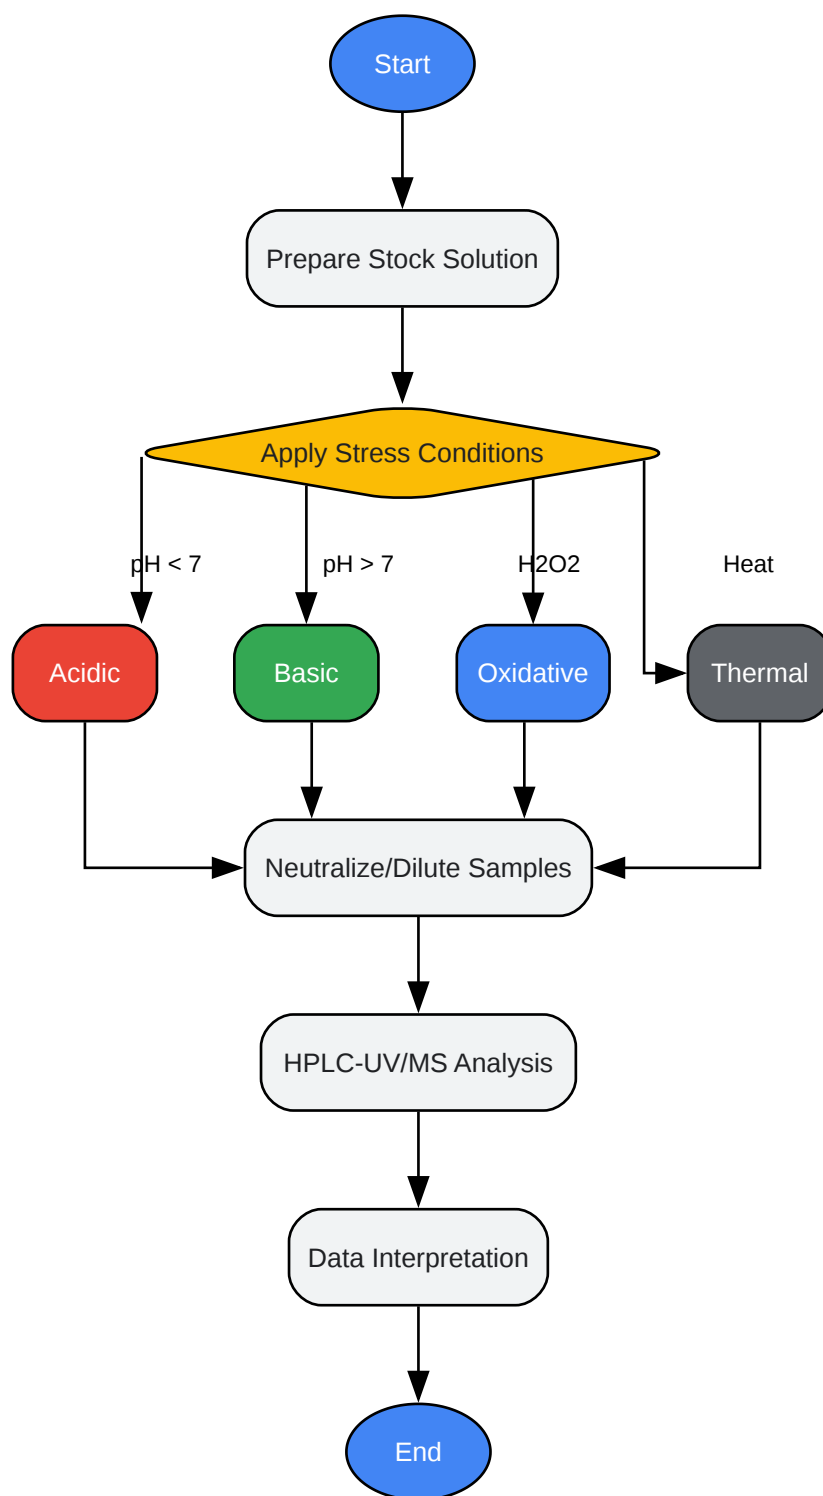 Start
Prepare Stock Solution
Apply Stress Conditions
pH < 7
pH > 7
H2O2
Heat
Acidic
Basic
Oxidative
Thermal
Neutralize/Dilute Samples
HPLC-UV/MS Analysis
Data Interpretation
End